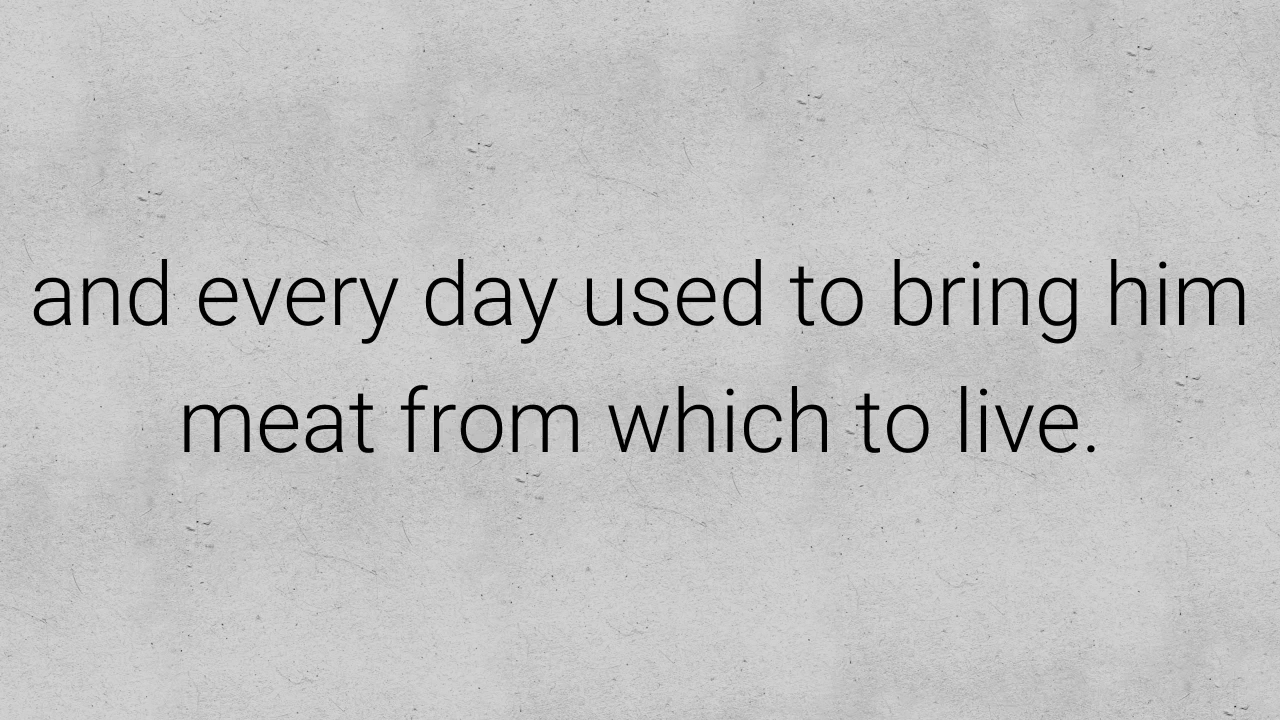 and every day used to bring him
meat from which to live.